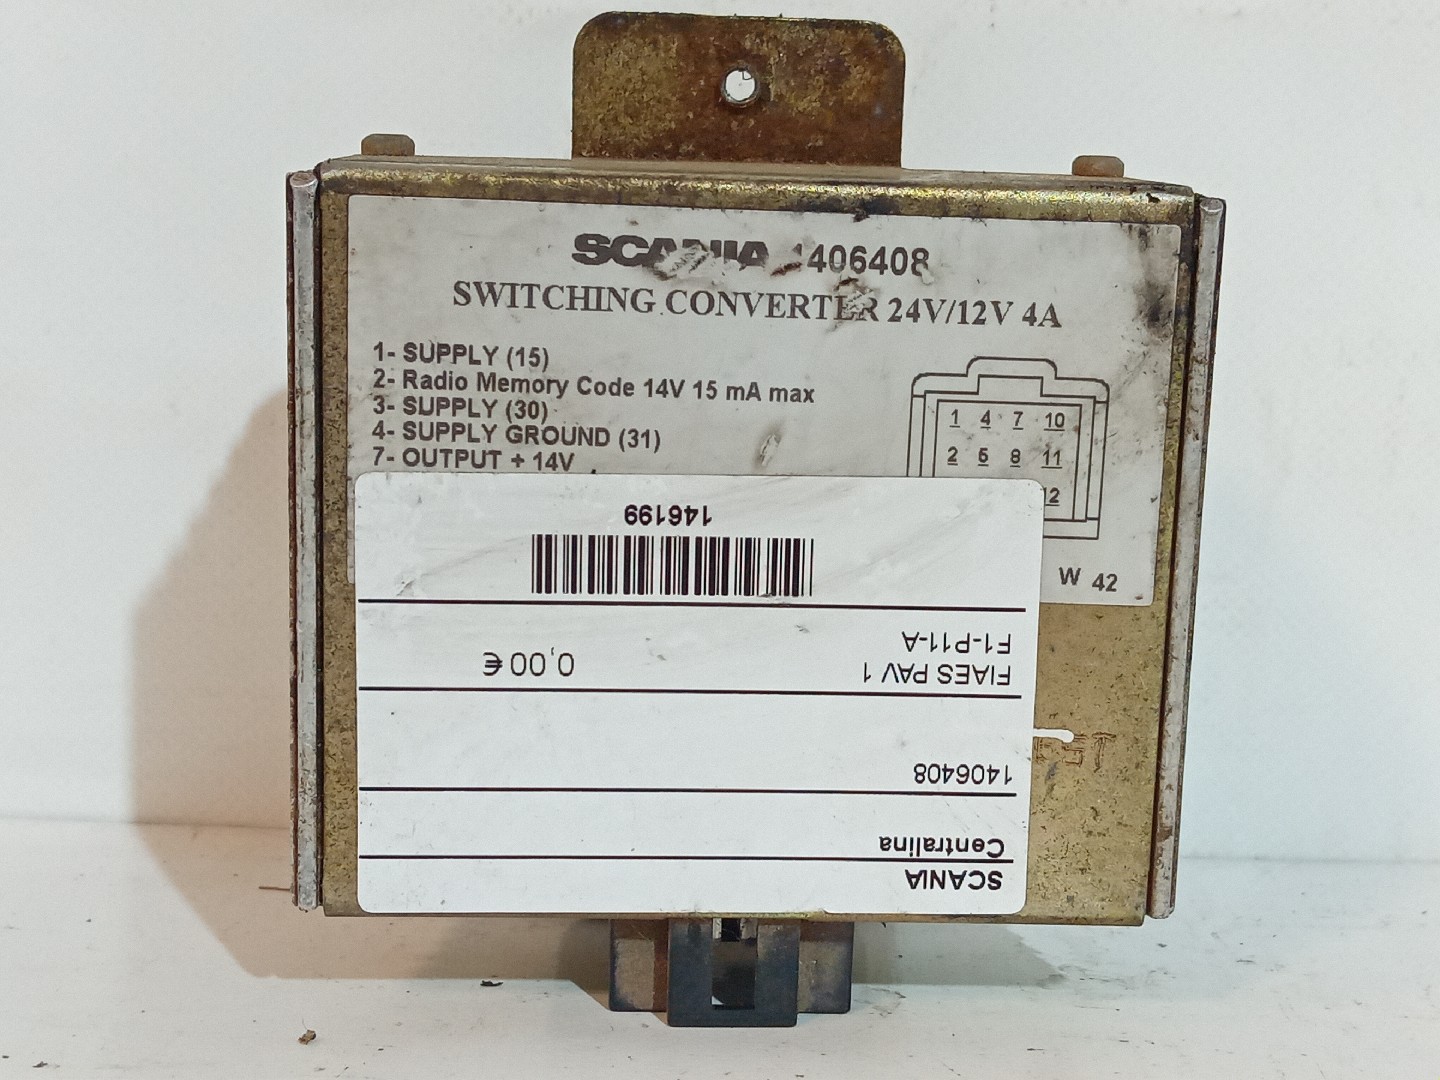 SCANIA 1406408
SWITCHING CONVERTER 24V/12V 4A
1- SUPPLY (15)
2- Radio Memory Code 14V 15 mA max
3- SUPPLY (30)
4- SUPPLY GROUND (31)
7- OUTPUT + 14V
1 4 7 10
2 5 8 11
12
W 42
SCANIA
Centralina
1406408
FIAES PAV 1 0,00 €
F1-P11-A
146199